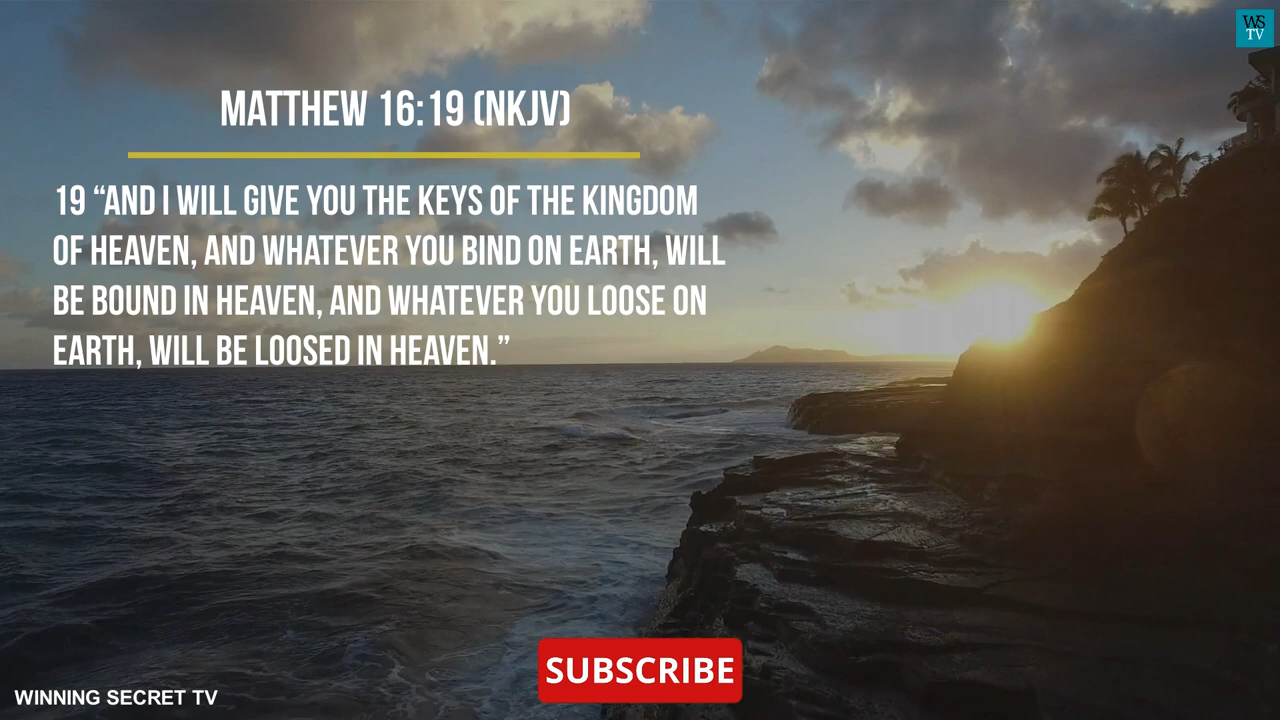 WS
TV
MATTHEW 16:19 (NKJV)
19 “AND I WILL GIVE YOU THE KEYS OF THE KINGDOM
OF HEAVEN, AND WHATEVER YOU BIND ON EARTH, WILL
BE BOUND IN HEAVEN, AND WHATEVER YOU LOOSE ON
EARTH, WILL BE LOOSED IN HEAVEN.”
SUBSCRIBE
WINNING SECRET TV